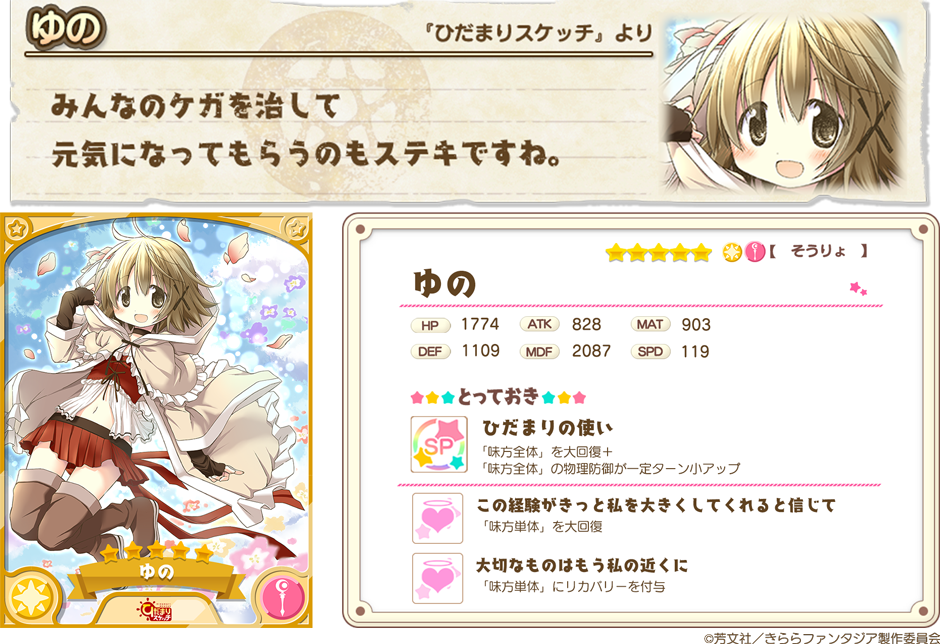 ゆの
『ひだまりスケッチ』より
みんなのケガを治して
元気になってもらうのもステキですね。
【 そうりょ 】
ゆの
HP 1774 ATK 828 MAT 903
DEF 1109 MDF 2087 SPD 119
とっておき
SP
ひだまりの使い
「味方全体」を大回復＋
「味方全体」の物理防御が一定ターン小アップ
この経験がきっと私を大きくしてくれると信じて
「味方単体」を大回復
大切なものはもう私の近くに
「味方単体」にリカバリーを付与
ゆの
ひだまり
スケッチ
©芳文社／きららファンタジア製作委員会